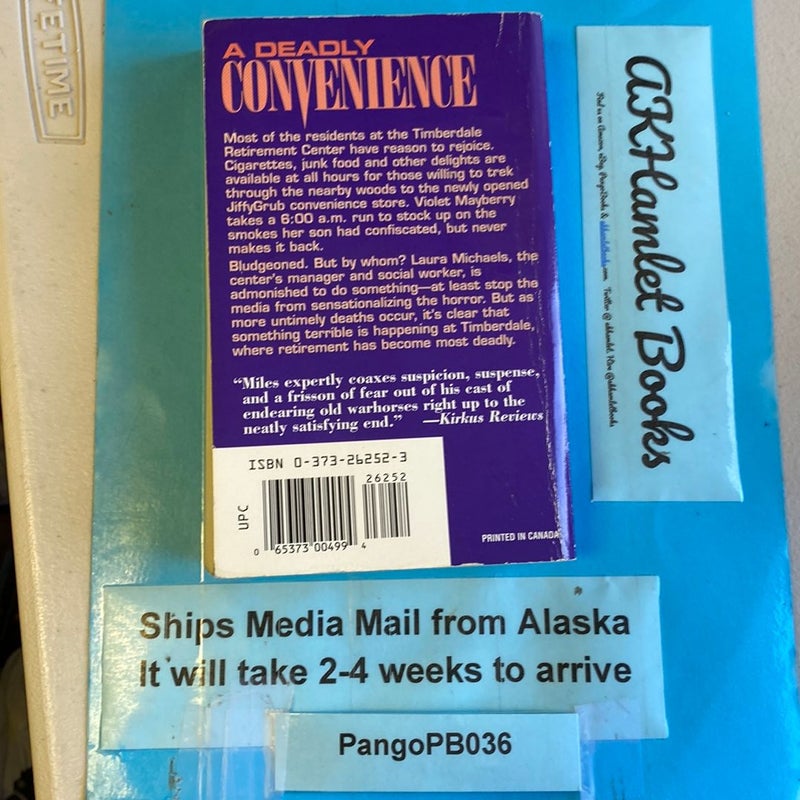 LIFETIME
A DEADLY
CONVENIENCE
Most of the residents at the Timberdale
Retirement Center have reason to rejoice.
Cigarettes, junk food and other delights are
available at all hours for those willing to trek
through the nearby woods to the newly opened
JiffyGrub convenience store. Violet Mayberry
takes a 6:00 a.m. run to stock up on the
smokes her son had confiscated, but never
makes it back.
Bludgeoned. But by whom? Laura Michaels, the
center's manager and social worker, is
admonished to do something—at least stop the
media from sensationalizing the horror. But as
more untimely deaths occur, it's clear that
something terrible is happening at Timberdale,
where retirement has become most deadly.
“Miles expertly coaxes suspicion, suspense,
and a frisson of fear out of his cast of
endearing old warhorses right up to the
neatly satisfying end.” —Kirkus Reviews
ISBN 0-373-26252-3
26252
UPC
0 65373 00499 4
PRINTED IN CANADA
AKHamlet Books
Find us on Amazon, eBay, PangoBooks &
Ships Media Mail from Alaska
It will take 2-4 weeks to arrive
PangoPB036